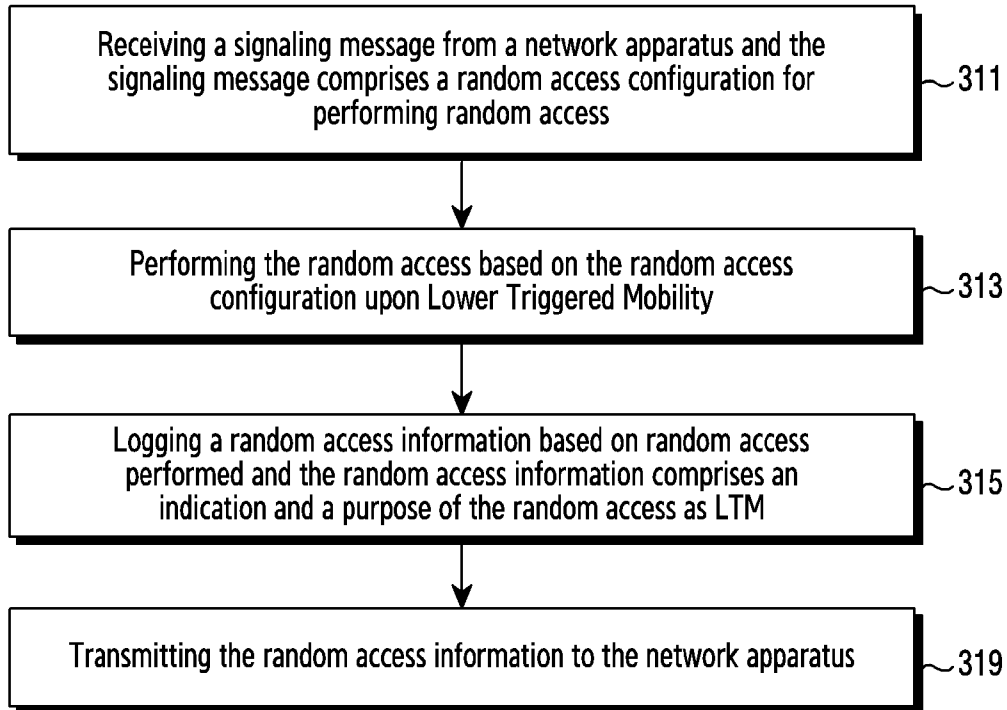 Receiving a signaling message from a network apparatus and the
signaling message comprises a random access configuration for
performing random access
311
Performing the random access based on the random access
configuration upon Lower Triggered Mobility
313
Logging a random access information based on random access
performed and the random access information comprises an
indication and a purpose of the random access as LTM
315
Transmitting the random access information to the network apparatus
319